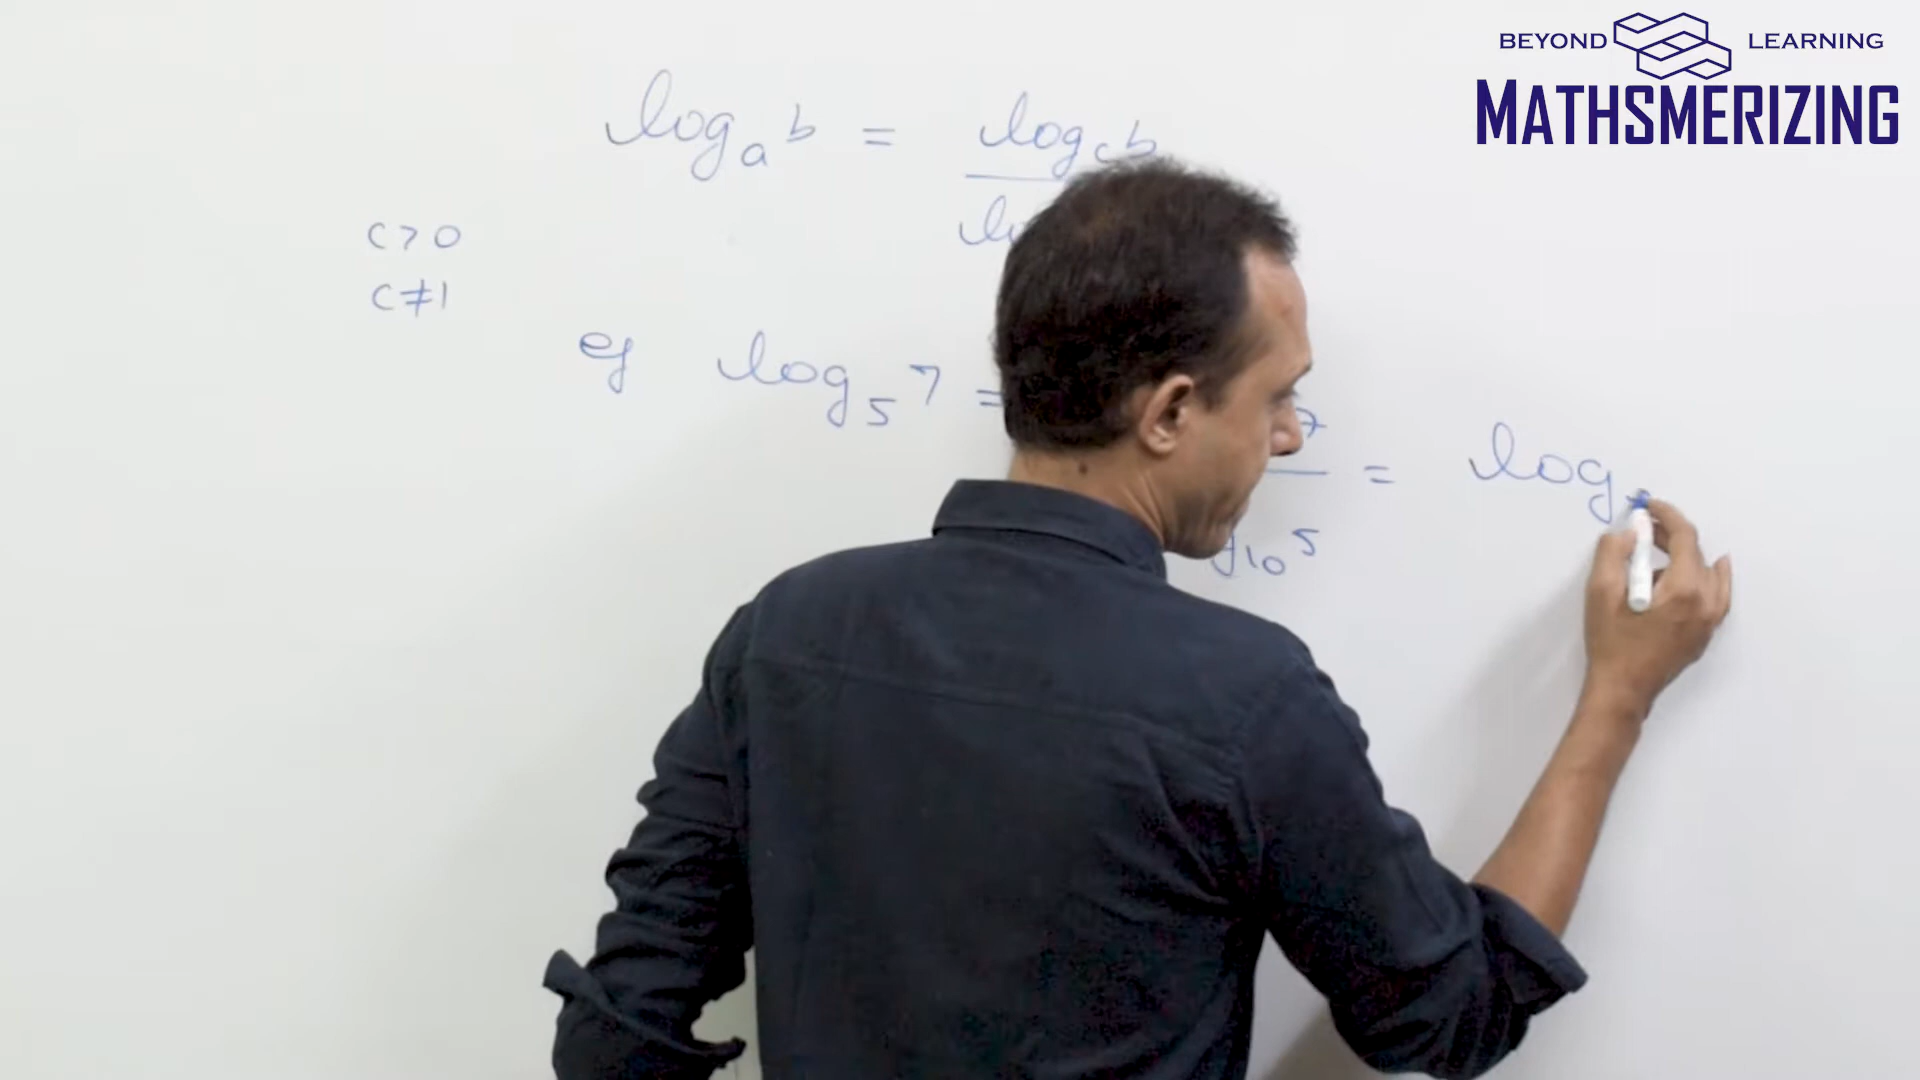 BEYOND LEARNING
MATHSMERIZING
log_a b = log_c b
c>0
c≠1
eg log_5 7 =
7
= log
10 5